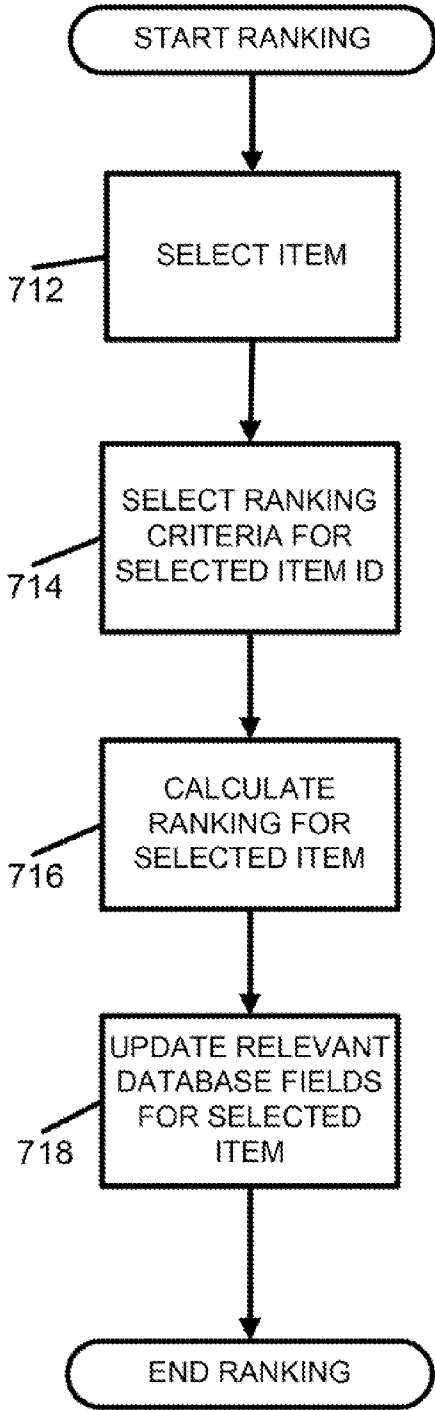 START RANKING
SELECT ITEM
712
SELECT RANKING
CRITERIA FOR
SELECTED ITEM ID
714
CALCULATE
RANKING FOR
SELECTED ITEM
716
UPDATE RELEVANT
DATABASE FIELDS
FOR SELECTED
ITEM
718
END RANKING